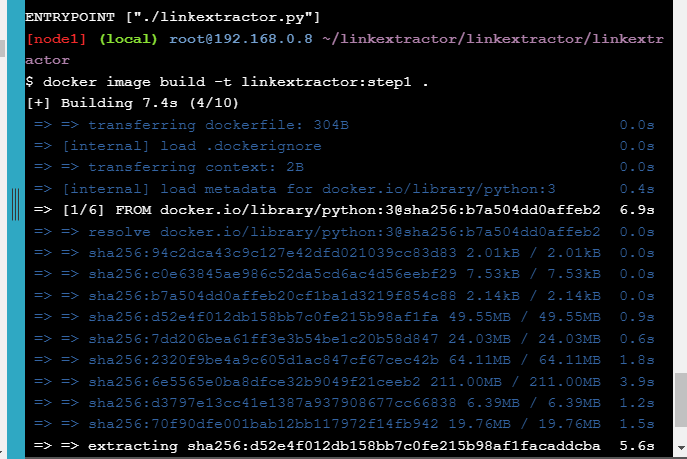 ENTRYPOINT ["./linkextractor.py"]
[node1] (local) root@192.168.0.8 ~/linkextractor/linkextractor/linkextr
actor
$ docker image build -t linkextractor:step1 .
[+] Building 7.4s (4/10)
=> => transferring dockerfile: 304B 0.0s
=> [internal] load .dockerignore 0.0s
=> => transferring context: 2B 0.0s
=> [internal] load metadata for docker.io/library/python:3 0.4s
=> [1/6] FROM docker.io/library/python:3@sha256:b7a504dd0affeb2 6.9s
=> => resolve docker.io/library/python:3@sha256:b7a504dd0affeb2 0.0s
=> => sha256:94c2dca43c9c127e42dfd021039cc83d83 2.01kB / 2.01kB 0.0s
=> => sha256:c0e63845ae986c52da5cd6ac4d56eebf29 7.53kB / 7.53kB 0.0s
=> => sha256:b7a504dd0affeb20cf1ba1d3219f854c88 2.14kB / 2.14kB 0.0s
=> => sha256:d52e4f012db158bb7c0fe215b98af1fa 49.55MB / 49.55MB 0.9s
=> => sha256:7dd206bea61ff3e3b54be1c20b58d847 24.03MB / 24.03MB 0.6s
=> => sha256:2320f9be4a9c605d1ac847cf67cec42b 64.11MB / 64.11MB 1.8s
=> => sha256:6e5565e0ba8dfce32b9049f21ceeb2 211.00MB / 211.00MB 3.9s
=> => sha256:d3797e13cc41e1387a937908677cc66838 6.39MB / 6.39MB 1.2s
=> => sha256:70f90dfe001bab12bb117972f14fb942 19.76MB / 19.76MB 1.5s
=> => extracting sha256:d52e4f012db158bb7c0fe215b98af1facaddcba 5.6s